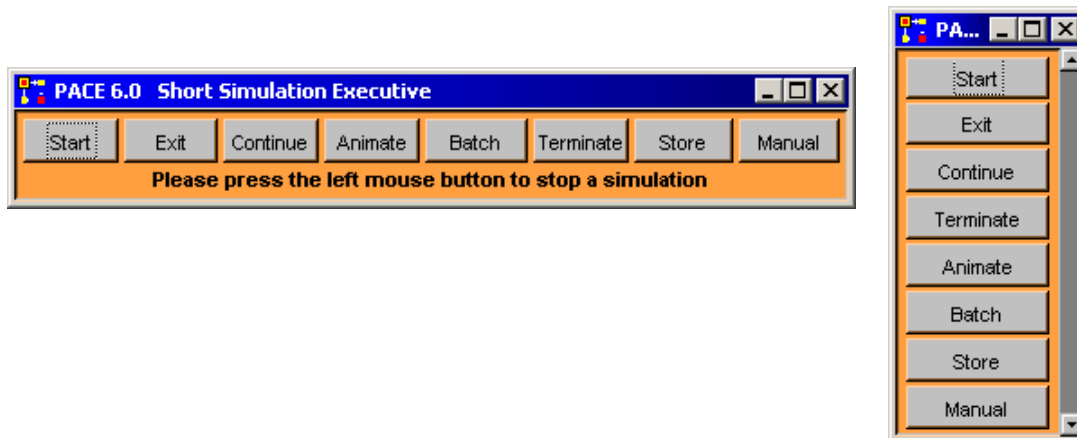 PACE 6.0 Short Simulation Executive
Start Exit Continue Animate Batch Terminate Store Manual
Please press the left mouse button to stop a simulation
PA...
Start
Exit
Continue
Terminate
Animate
Batch
Store
Manual